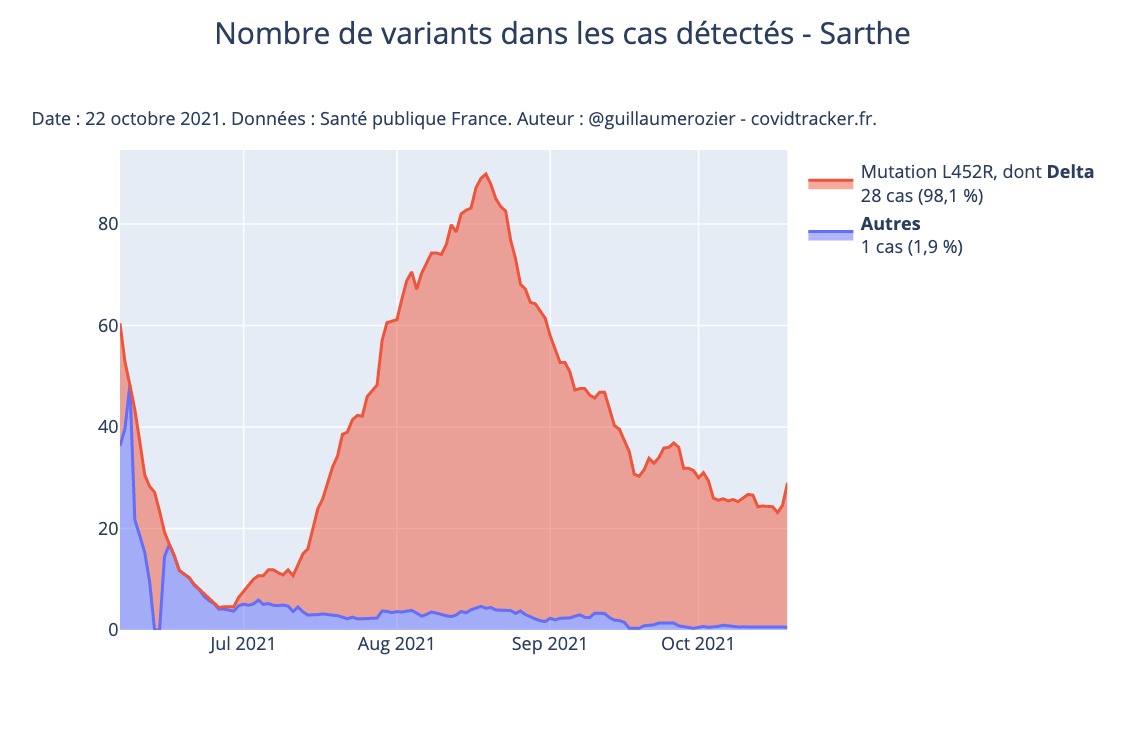 Nombre de variants dans les cas détectés - Sarthe
Date : 22 octobre 2021. Données : Santé publique France. Auteur : @guillaumerozier - covidtracker.fr.
Mutation L452R, dont Delta
28 cas (98,1 %)
Autres
1 cas (1,9 %)
80
60
40
20
0
Jul 2021
Aug 2021
Sep 2021
Oct 2021